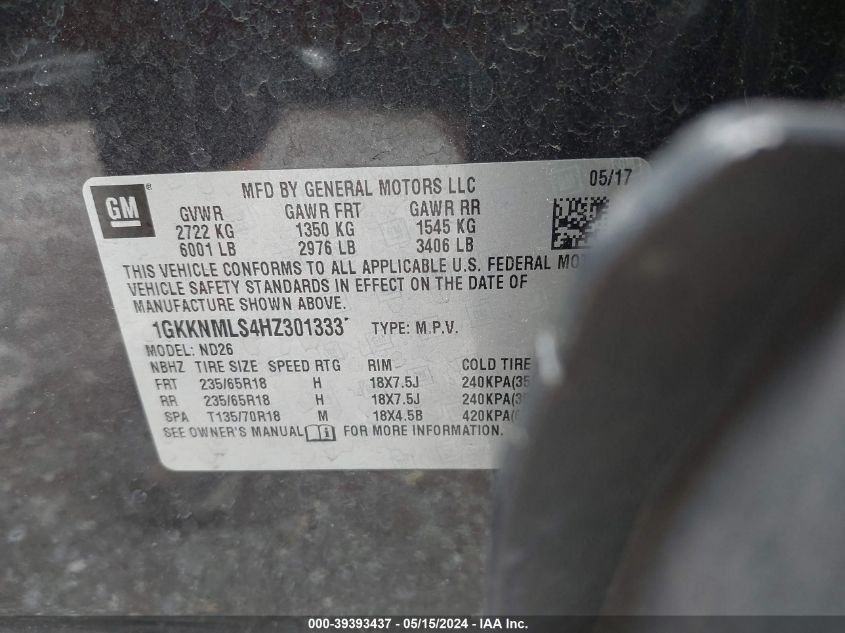 GM ® MFD BY GENERAL MOTORS LLC 05/17
GVWR GAWR FRT GAWR RR
2722 KG 1350 KG 1545 KG
6001 LB 2976 LB 3406 LB
THIS VEHICLE CONFORMS TO ALL APPLICABLE U.S. FEDERAL
VEHICLE SAFETY STANDARDS IN EFFECT ON THE DATE OF
MANUFACTURE SHOWN ABOVE.
TYPE: M.P.V.
MODEL: ND26
NBHZ TIRE SIZE SPEED RTG RIM COLD TIRE
FRT 235/65R18 H 18X7.5J
RR 235/65R18 H 18X7.5J
SPA T135/70R18 M 18X4.5B
SEE OWNER'S MANUAL FOR MORE INFORMATION.
000-39393437 - 05/15/2024 - IAA Inc.